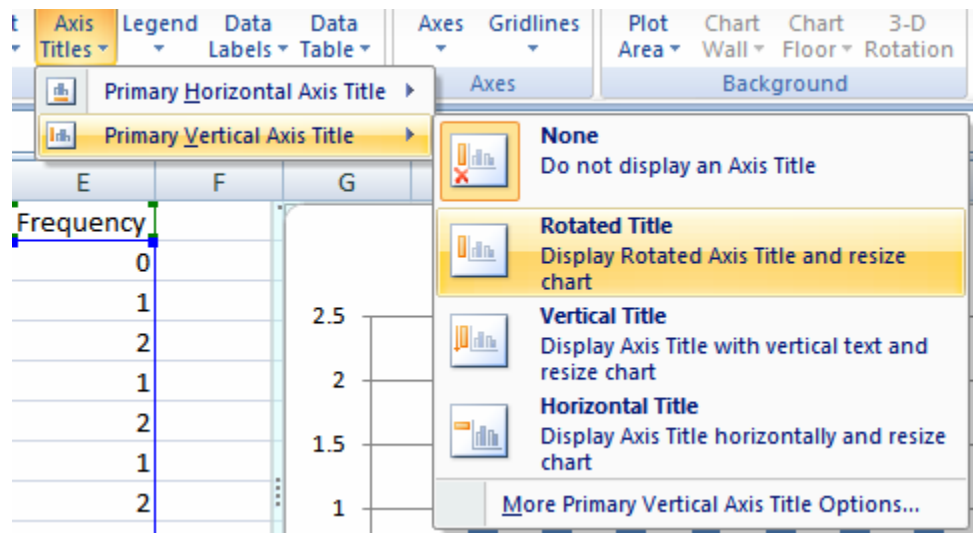 t Axis Legend Data Data Axes Gridlines Plot Chart Chart 3-D
Titles Labels Table Area Wall Floor Rotation
Axes Background
Primary Horizontal Axis Title
Primary Vertical Axis Title
None
Do not display an Axis Title
Rotated Title
Display Rotated Axis Title and resize
chart
Vertical Title
Display Axis Title with vertical text and
resize chart
Horizontal Title
Display Axis Title horizontally and resize
chart
More Primary Vertical Axis Title Options...
E F G
Frequency
0
1
2
1
2
1
2
2.5
2
1.5
1